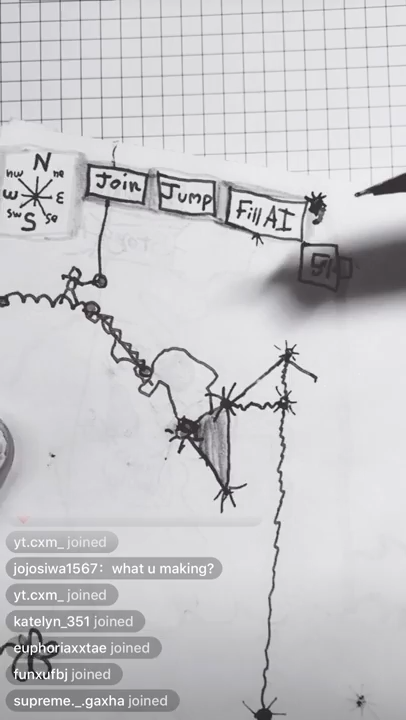 N
nw ne
w E
sw se
S
Join
Jump
Fill AI
yt.cxm_ joined
jojosiwa1567: what u making?
yt.cxm_ joined
katelyn_351 joined
euphoriaxxtae joined
funxufbj joined
supreme._.gaxha joined